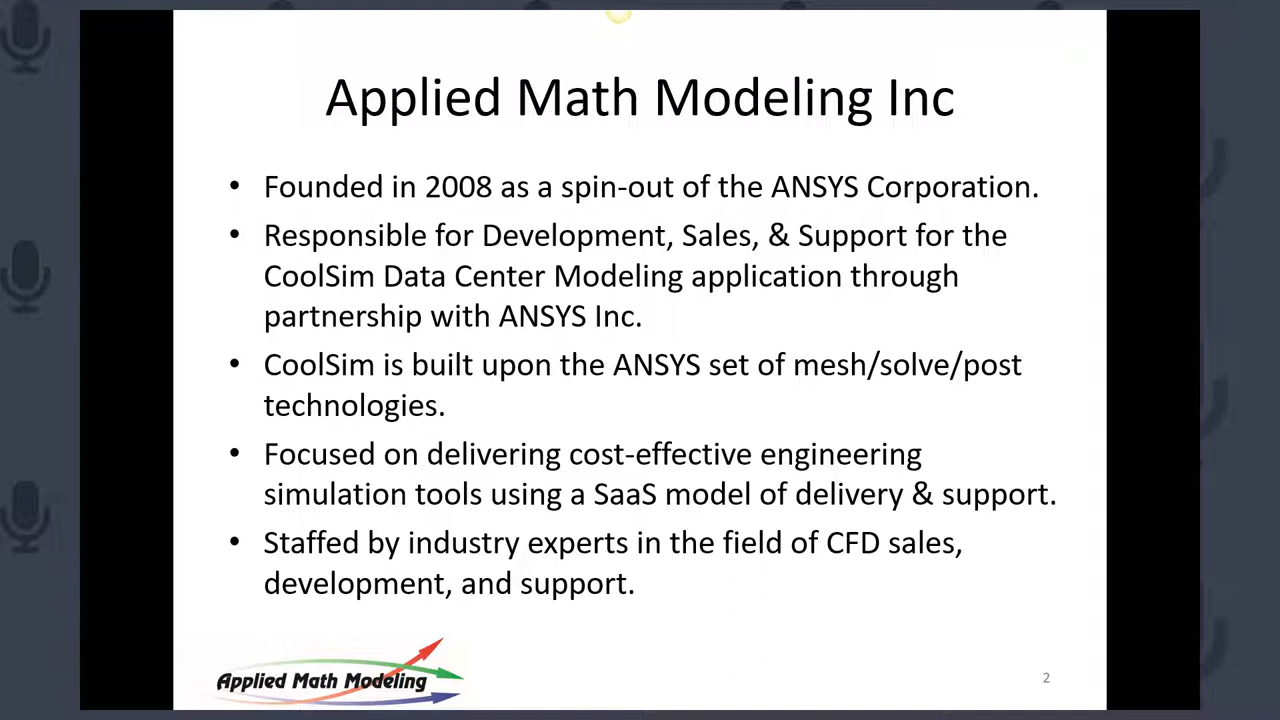 Applied Math Modeling Inc
• Founded in 2008 as a spin-out of the ANSYS Corporation.
• Responsible for Development, Sales, & Support for the
CoolSim Data Center Modeling application through
partnership with ANSYS Inc.
• CoolSim is built upon the ANSYS set of mesh/solve/post
technologies.
• Focused on delivering cost-effective engineering
simulation tools using a SaaS model of delivery & support.
• Staffed by industry experts in the field of CFD sales,
development, and support.
Applied Math Modeling
2